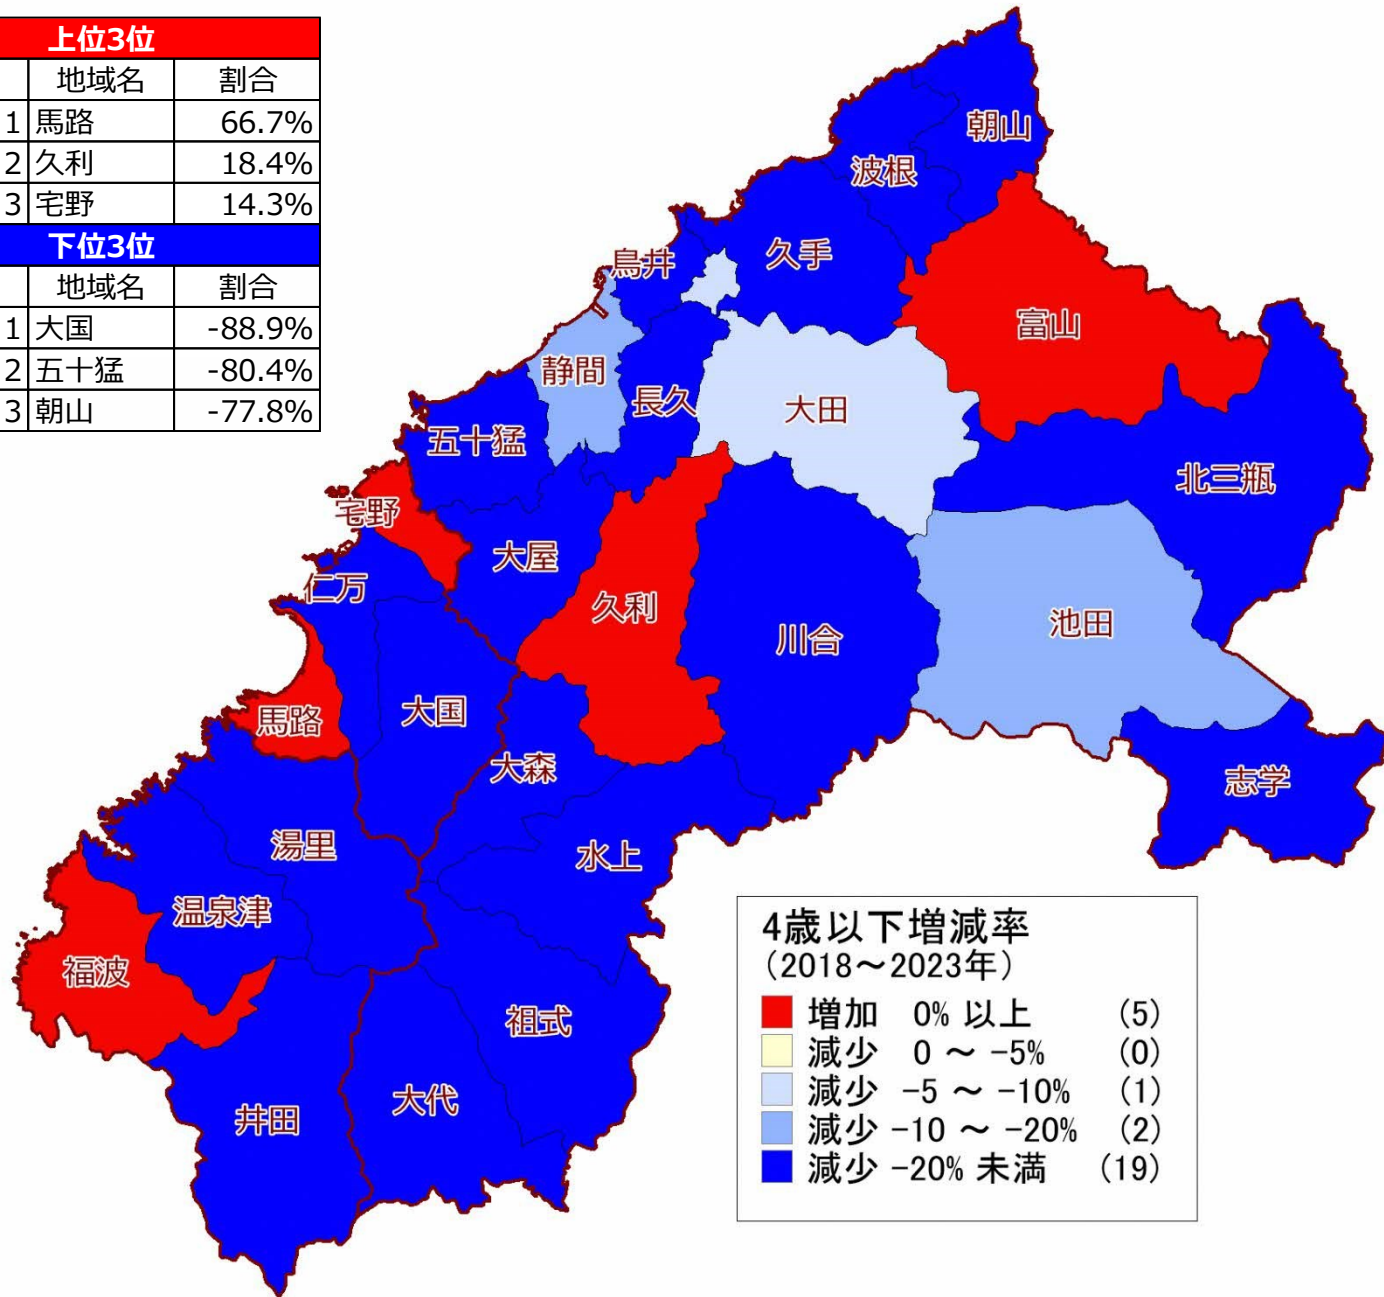 上位3位
地域名 割合
1 馬路 66.7%
2 久利 18.4%
3 宅野 14.3%
下位3位
地域名 割合
1 大国 -88.9%
2 五十猛 -80.4%
3 朝山 -77.8%
朝山
波根
久手
鳥井
富山
静間
長久
大田
五十猛
北三瓶
宅野
大屋
仁万
久利
川合
池田
馬路
大国
大森
志学
湯里
水上
温泉津
福波
祖式
大代
井田
4歳以下増減率
(2018～2023年)
増加 0% 以上 (5)
減少 0 ～ -5% (0)
減少 -5 ～ -10% (1)
減少 -10 ～ -20% (2)
減少 -20% 未満 (19)